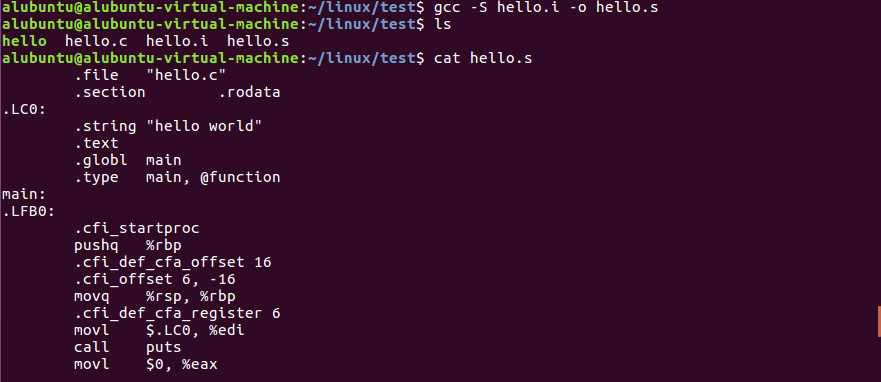 alubuntu@alubuntu-virtual-machine:~/linux/test$ gcc -S hello.i -o hello.s
alubuntu@alubuntu-virtual-machine:~/linux/test$ ls
hello  hello.c  hello.i  hello.s
alubuntu@alubuntu-virtual-machine:~/linux/test$ cat hello.s
        .file   "hello.c"
        .section        .rodata
.LC0:
        .string "hello world"
        .text
        .globl  main
        .type   main, @function
main:
.LFB0:
        .cfi_startproc
        pushq   %rbp
        .cfi_def_cfa_offset 16
        .cfi_offset 6, -16
        movq    %rsp, %rbp
        .cfi_def_cfa_register 6
        movl    $.LC0, %edi
        call    puts
        movl    $0, %eax